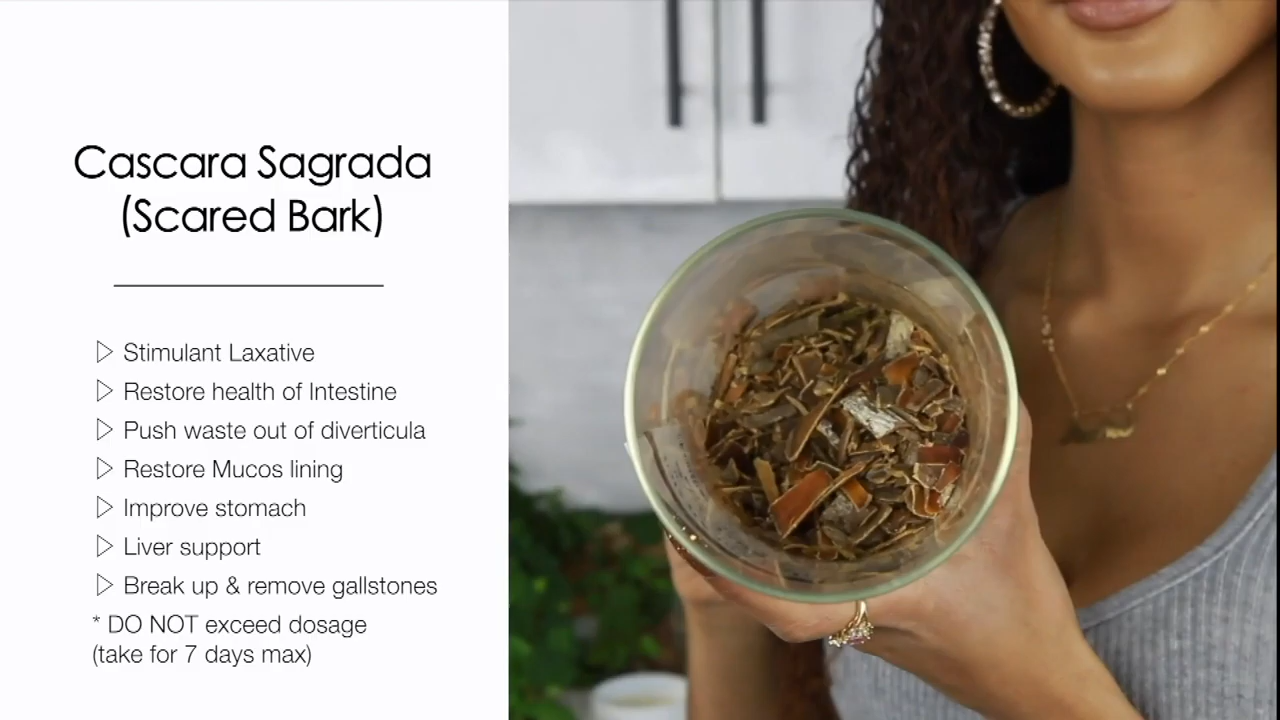 Cascara Sagrada
(Scared Bark)
▷ Stimulant Laxative
▷ Restore health of Intestine
▷ Push waste out of diverticula
▷ Restore Mucos lining
▷ Improve stomach
▷ Liver support
▷ Break up & remove gallstones
* DO NOT exceed dosage
(take for 7 days max)